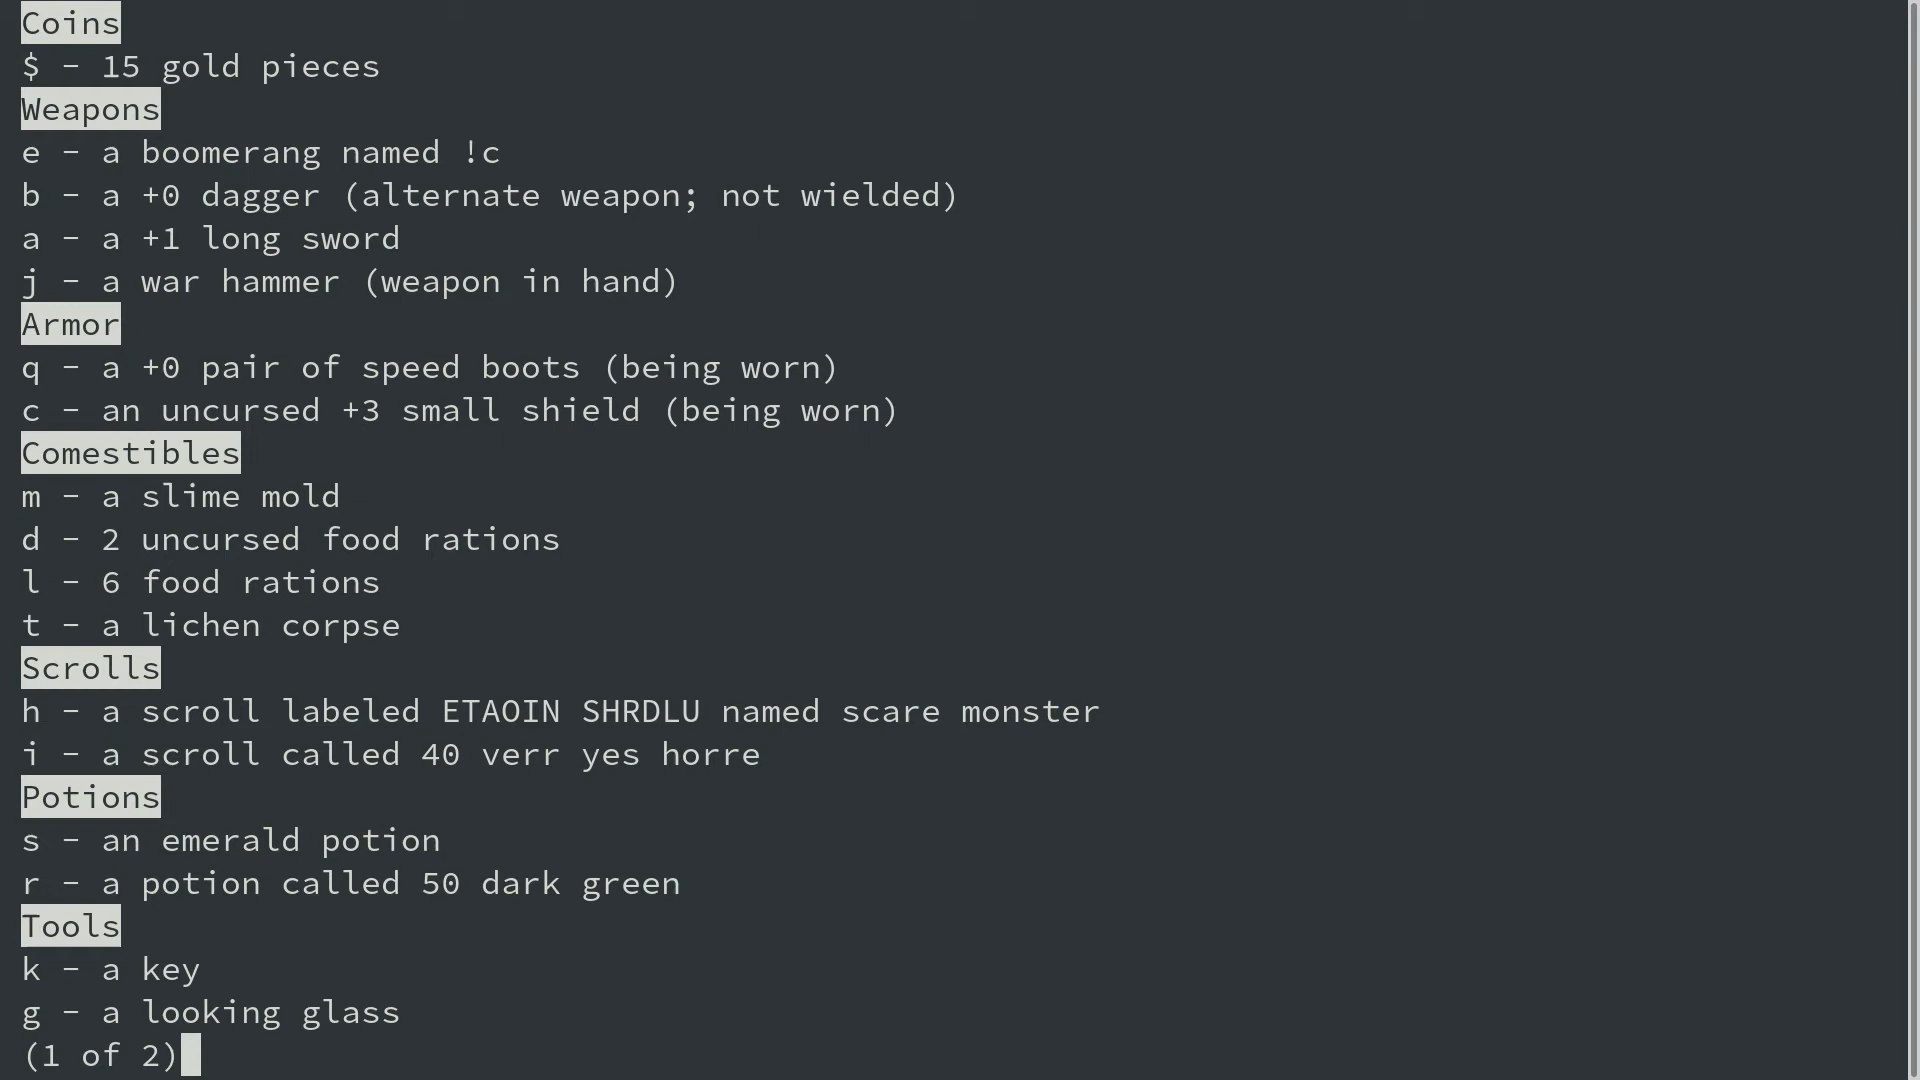 Coins
$ - 15 gold pieces
Weapons
e - a boomerang named !c
b - a +0 dagger (alternate weapon; not wielded)
a - a +1 long sword
j - a war hammer (weapon in hand)
Armor
q - a +0 pair of speed boots (being worn)
c - an uncursed +3 small shield (being worn)
Comestibles
m - a slime mold
d - 2 uncursed food rations
l - 6 food rations
t - a lichen corpse
Scrolls
h - a scroll labeled ETAOIN SHRDLU named scare monster
i - a scroll called 40 verr yes horre
Potions
s - an emerald potion
r - a potion called 50 dark green
Tools
k - a key
g - a looking glass
(1 of 2)